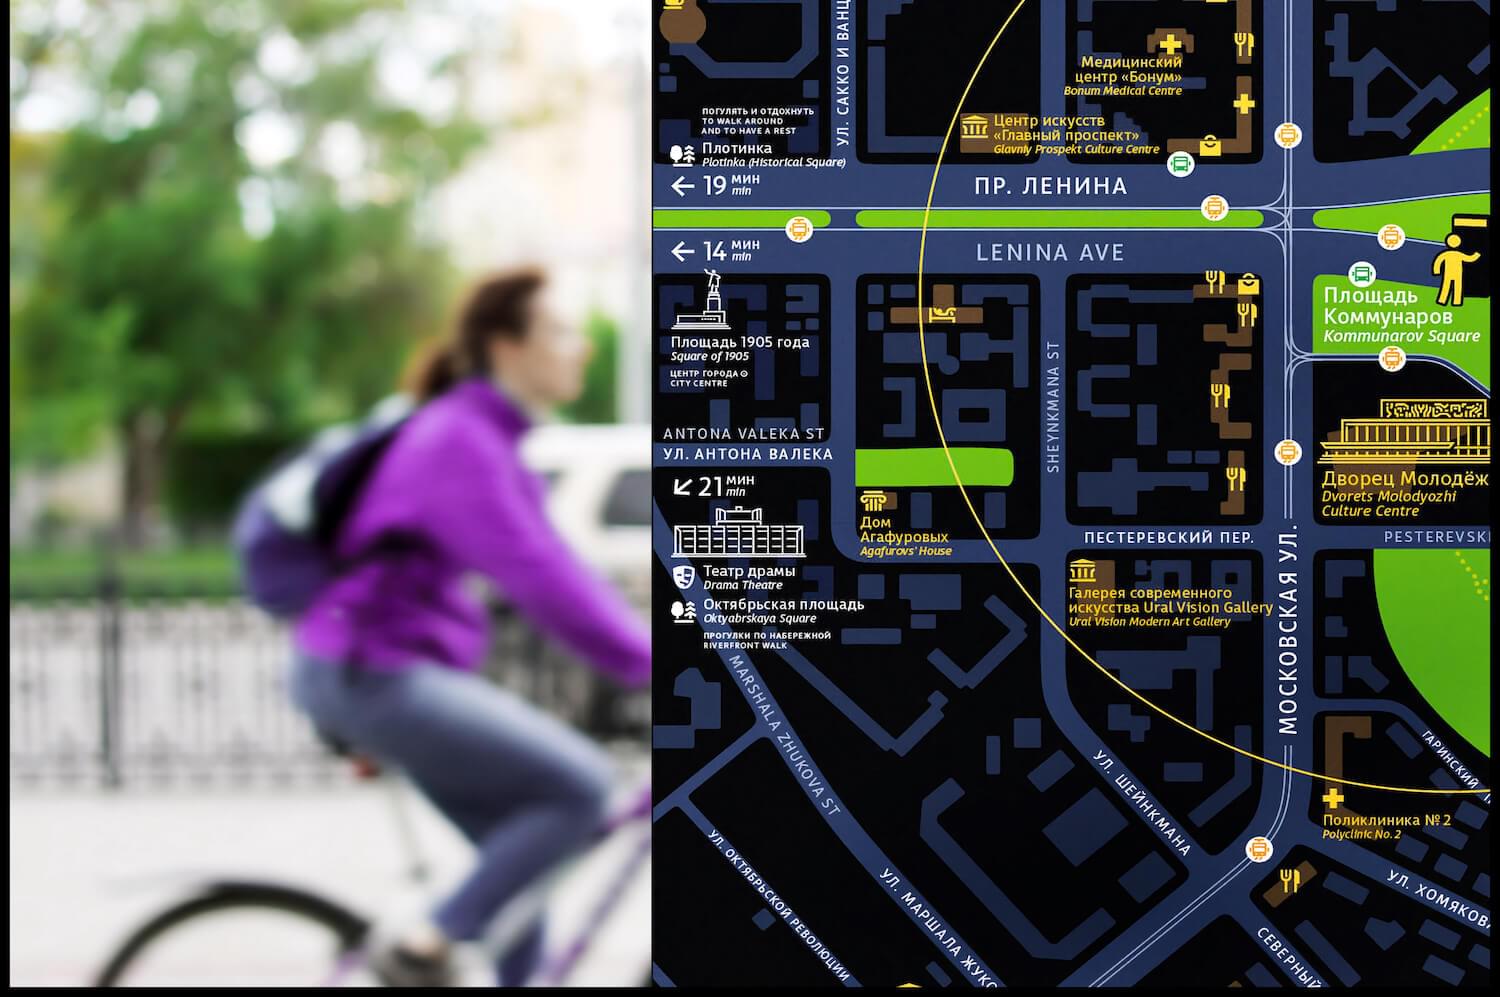 УЛ. САККО И
Медицинский
центр «Бонум»
Bonum Medical Centre
ПОГУЛЯТЬ И ОТДОХНУТЬ
TO WALK AROUND
AND TO HAVE A REST
Плотинка
Plotinka (Historical Square)
← 19 МИН
min
Центр искусств
«Главный проспект»
Glavniy Prospekt Culture Centre
ПР. ЛЕНИНА
LENINA AVE
← 14 МИН
min
Площадь 1905 года
Square of 1905
ЦЕНТР ГОРОДА
CITY CENTRE
Площадь
Коммунаров
Kommunarov Square
SHEYNKMANA ST
ANTONA VALEKA ST
УЛ. АНТОНА ВАЛЕКА
↙ 21 МИН
min
Театр драмы
Drama Theatre
Октябрьская площадь
Oktyabrskaya Square
ПРОГУЛКИ ПО НАБЕРЕЖНОЙ
RIVERFRONT WALK
Дом
Агафуровых
Agafurovs' House
Дворец Молодёж
Dvorets Molodyozhi
Culture Centre
ПЕСТЕРЕВСКИЙ ПЕР.
PESTEREVSKI
Галерея современного
искусства Ural Vision Gallery
Ural Vision Modern Art Gallery
МОСКОВСКАЯ УЛ.
MARSHALA ZHUKOVA ST
УЛ. ШЕЙНКМАНА
ГАРИНСКИЙ
Поликлиника № 2
Polyclinic No.2
УЛ. ОКТЯБРЬСКОЙ РЕВОЛЮЦИИ
УЛ. МАРШАЛА ЖУКО
УЛ. ХОМЯКОВ
СЕВЕРНЫЙ